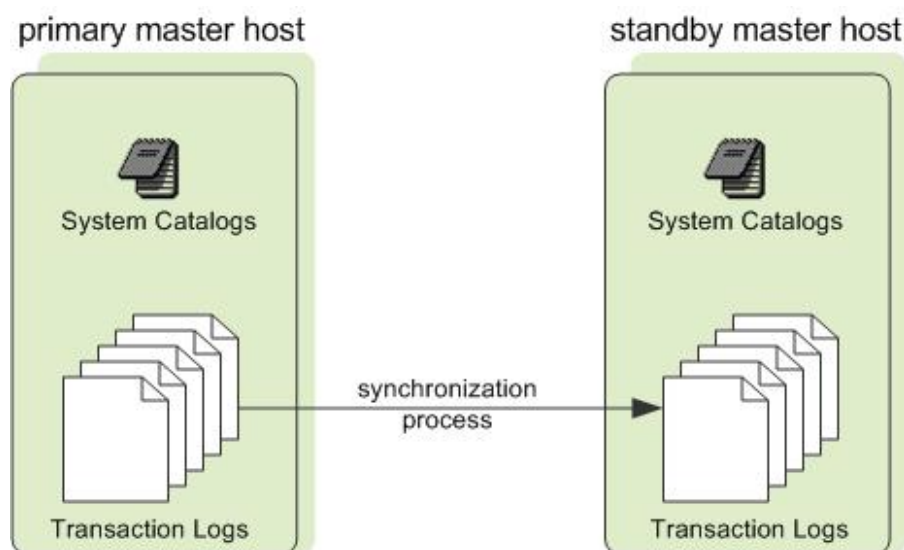 primary master host
standby master host
System Catalogs
System Catalogs
synchronization
process
Transaction Logs
Transaction Logs